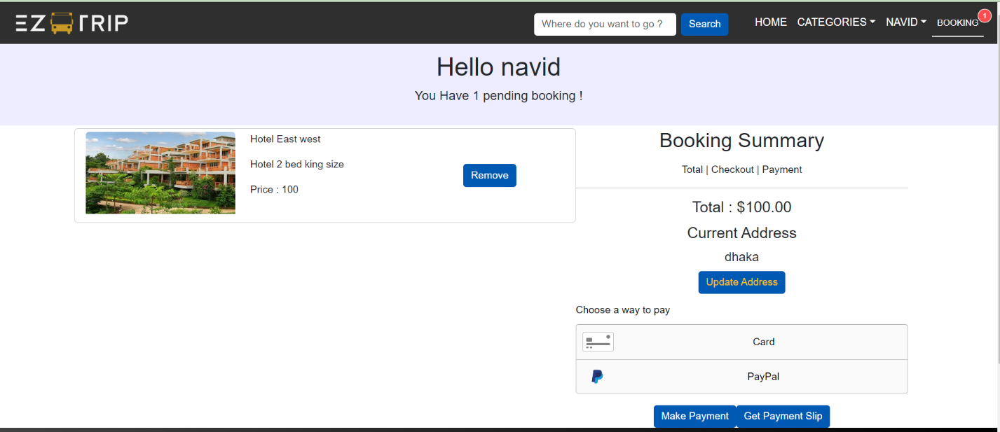 EZ TRIP
Where do you want to go ?
Search
HOME
CATEGORIES
NAVID
BOOKING
1
Hello navid
You Have 1 pending booking !
Hotel East west
Hotel 2 bed king size
Price : 100
Remove
Booking Summary
Total | Checkout | Payment
Total : $100.00
Current Address
dhaka
Update Address
Choose a way to pay
Card
PayPal
Make Payment
Get Payment Slip